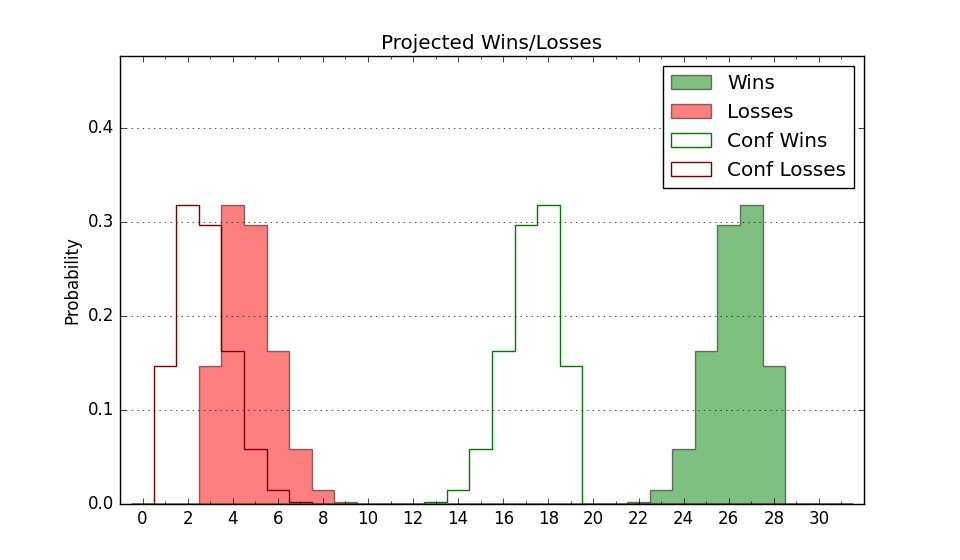 Projected Wins/Losses
Wins
Losses
Conf Wins
Conf Losses
Probability
0.4
0.3
0.2
0.1
0.0
0 2 4 6 8 10 12 14 16 18 20 22 24 26 28 30